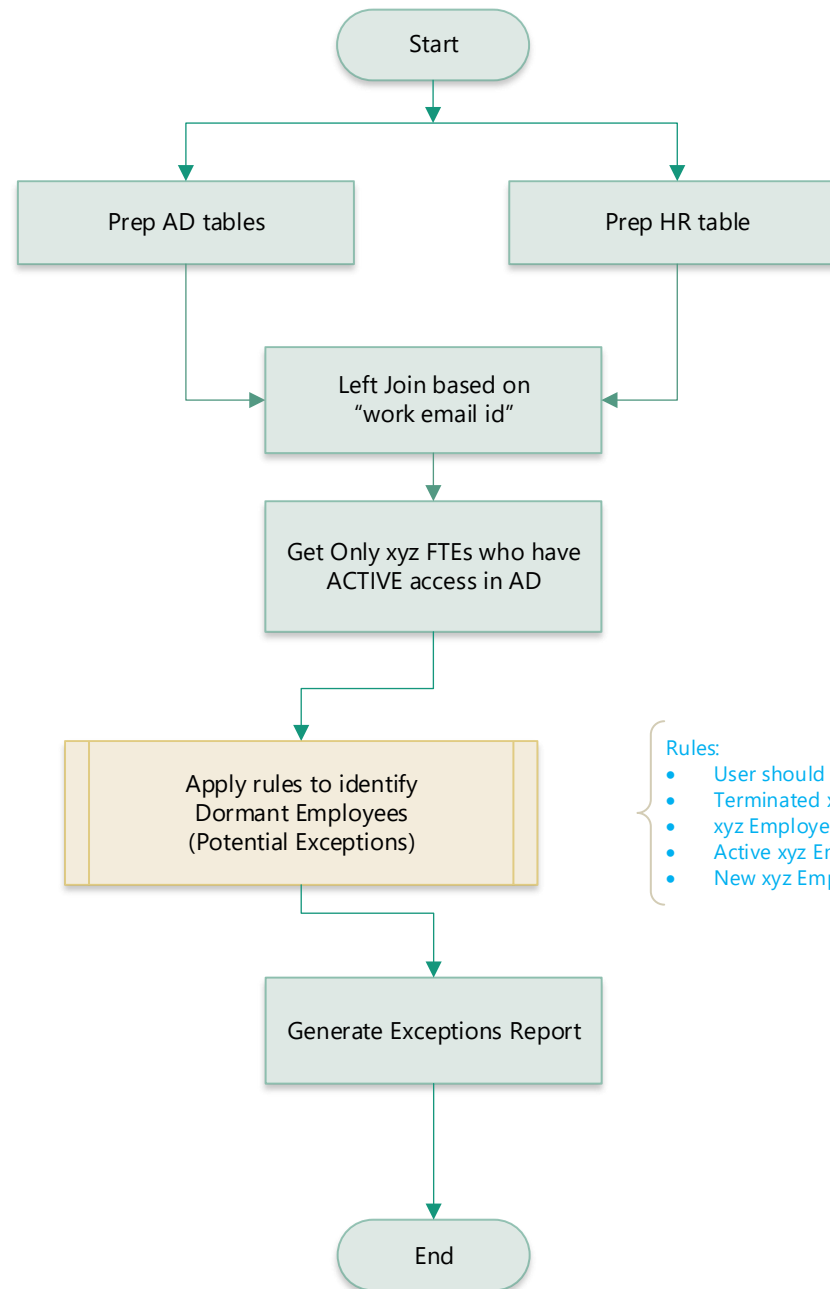 Start
Prep AD tables
Prep HR table
Left Join based on
“work email id”
Get Only xyz FTEs who have
ACTIVE access in AD
Apply rules to identify
Dormant Employees
(Potential Exceptions)
Rules:
• User should
• Terminated
• xyz
• Active xyz
• New xyz
Generate Exceptions Report
End